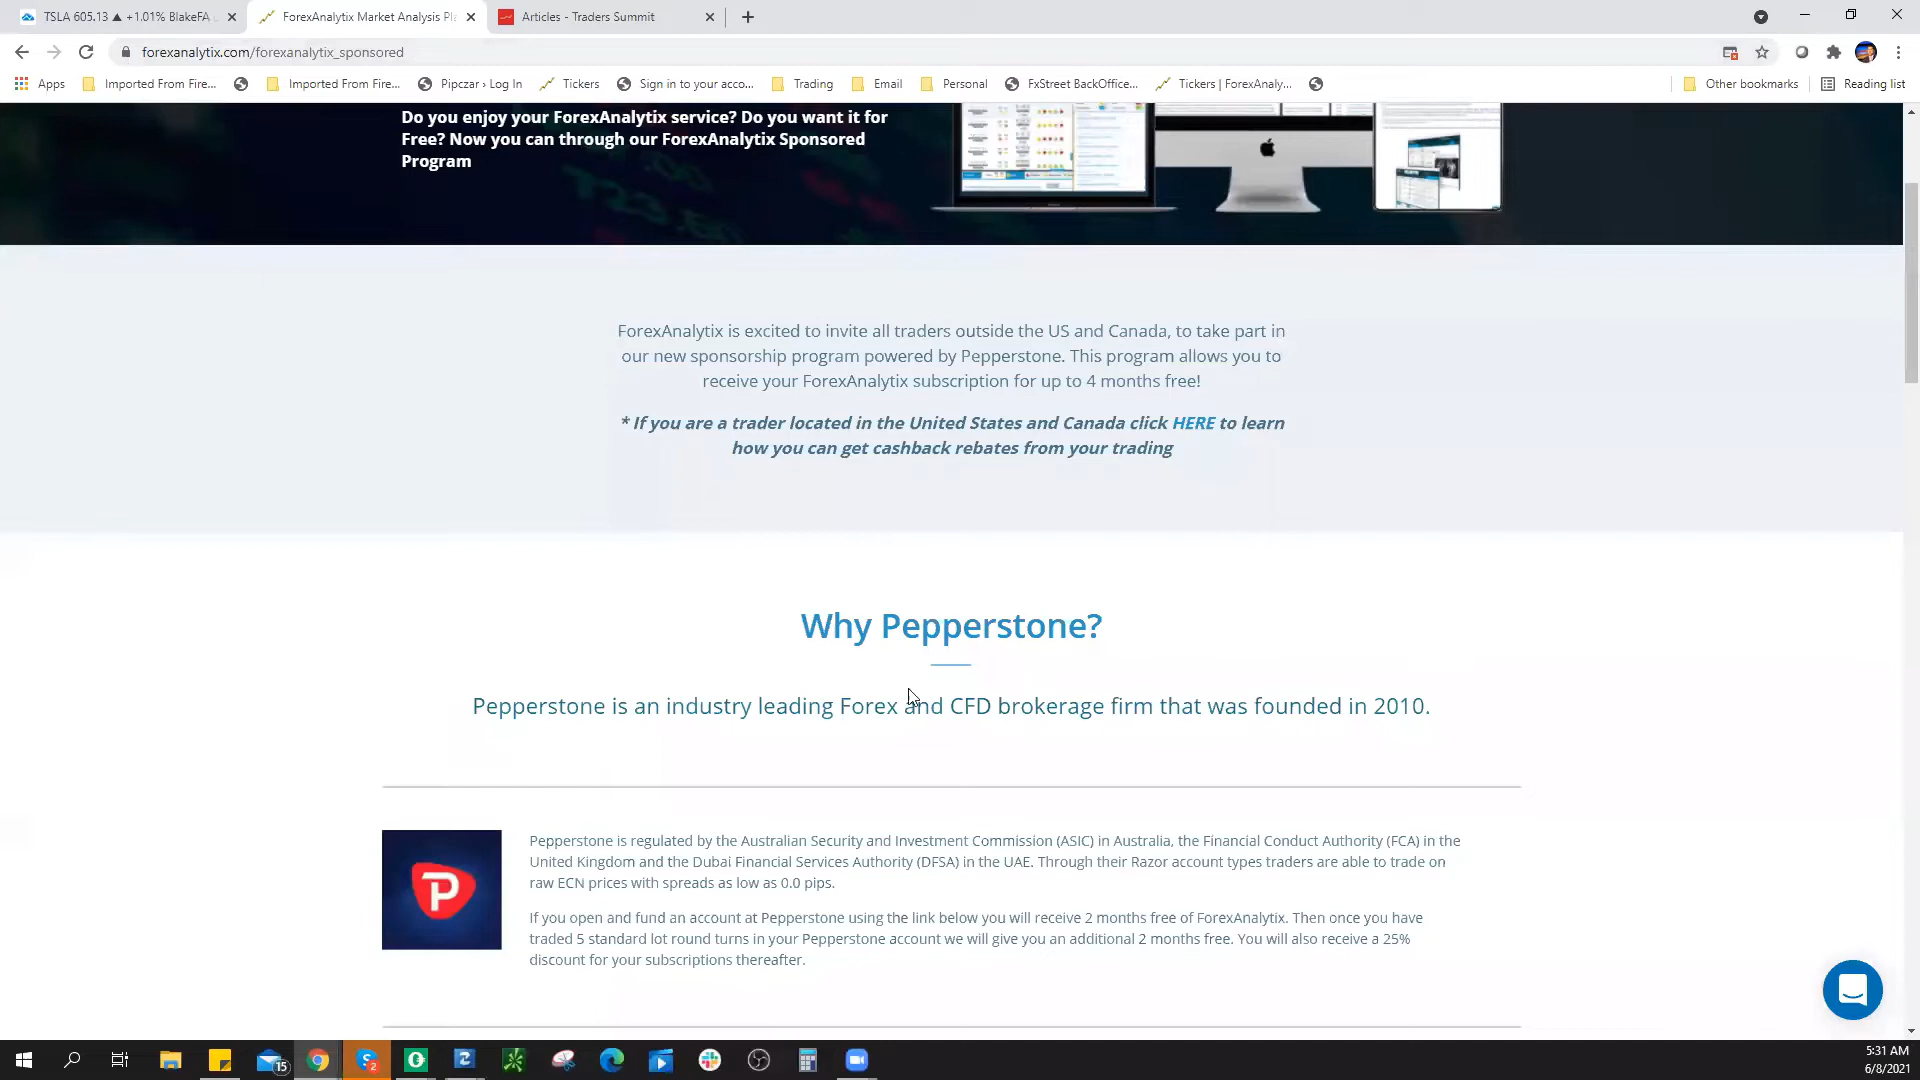 TSLA 605.13 ▲ +1.01% BlakeFA
ForexAnalytix Market Analysis Pl
Articles - Traders Summit
forexanalytix.com/forexanalytix_sponsored
Apps
Imported From Fire...
Imported From Fire...
Pipczar › Log In
Tickers
Sign in to your acco...
Trading
Email
Personal
FxStreet BackOffice...
Tickers | ForexAnaly...
Other bookmarks
Reading list
Do you enjoy your ForexAnalytix service? Do you want it for
Free? Now you can through our ForexAnalytix Sponsored
Program
ForexAnalytix is excited to invite all traders outside the US and Canada, to take part in
our new sponsorship program powered by Pepperstone. This program allows you to
receive your ForexAnalytix subscription for up to 4 months free!
* If you are a trader located in the United States and Canada click HERE to learn
how you can get cashback rebates from your trading
Why Pepperstone?
Pepperstone is an industry leading Forex and CFD brokerage firm that was founded in 2010.
P
Pepperstone is regulated by the Australian Security and Investment Commission (ASIC) in Australia, the Financial Conduct Authority (FCA) in the
United Kingdom and the Dubai Financial Services Authority (DFSA) in the UAE. Through their Razor account types traders are able to trade on
raw ECN prices with spreads as low as 0.0 pips.
If you open and fund an account at Pepperstone using the link below you will receive 2 months free of ForexAnalytix. Then once you have
traded 5 standard lot round turns in your Pepperstone account we will give you an additional 2 months free. You will also receive a 25%
discount for your subscriptions thereafter.
15
2
5:31 AM
6/8/2021